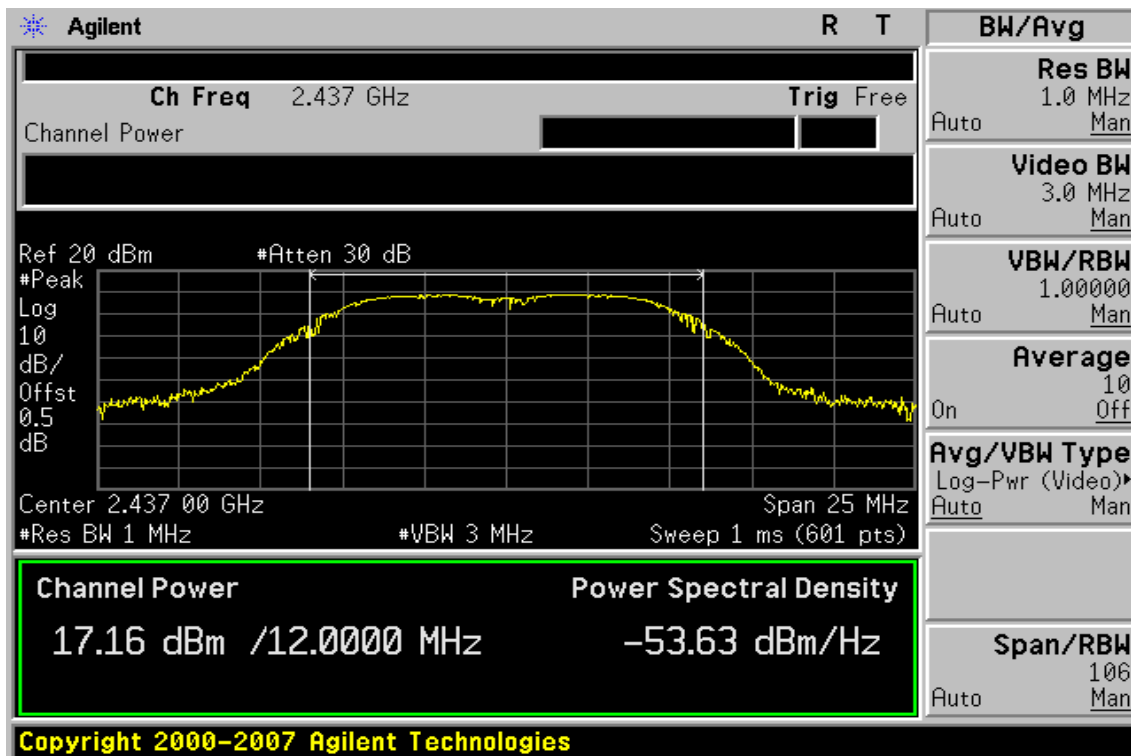 Agilent R T BW/Avg
Ch Freq 2.437 GHz Trig Free
Channel Power
Res BW
1.0 MHz
Auto Man
Video BW
3.0 MHz
Auto Man
VBW/RBW
1.00000
Auto Man
Average
10
On Off
Avg/VBW Type
Log-Pwr (Video)▸
Auto Man
Span/RBW
106
Auto Man
Ref 20 dBm #Atten 30 dB
#Peak
Log
10
dB/
Offst
0.5
dB
Center 2.437 00 GHz Span 25 MHz
#Res BW 1 MHz #VBW 3 MHz Sweep 1 ms (601 pts)
Channel Power Power Spectral Density
17.16 dBm /12.0000 MHz -53.63 dBm/Hz
Copyright 2000-2007 Agilent Technologies